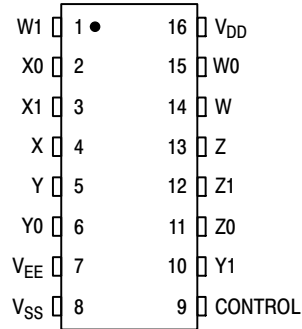 W1 1 16 VDD
X0 2 15 W0
X1 3 14 W
X 4 13 Z
Y 5 12 Z1
Y0 6 11 Z0
VEE 7 10 Y1
VSS 8 9 CONTROL